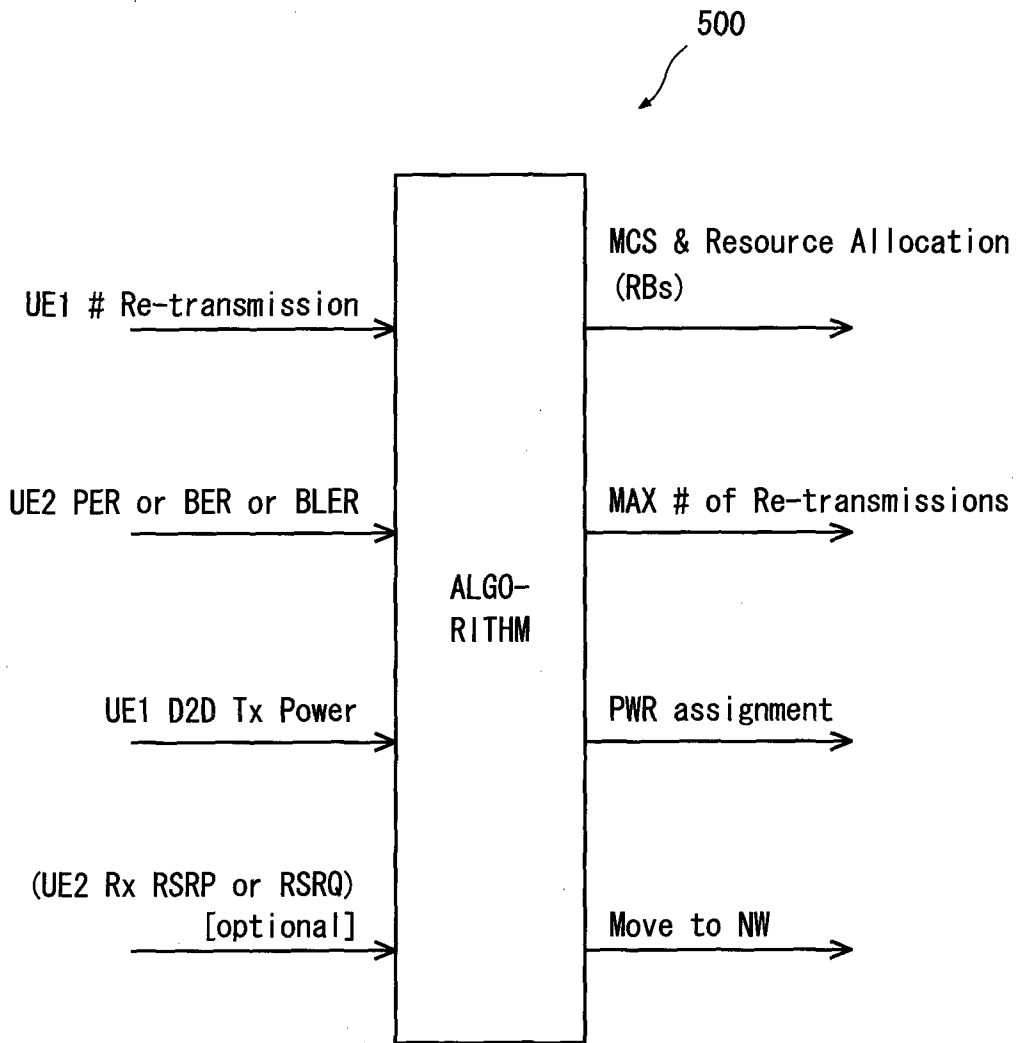 500
UE1 # Re-transmission
UE2 PER or BER or BLER
UE1 D2D Tx Power
(UE2 Rx RSRP or RSRQ)
[optional]
ALGO-
RITHM
MCS & Resource Allocation
(RBs)
MAX # of Re-transmissions
PWR assignment
Move to NW